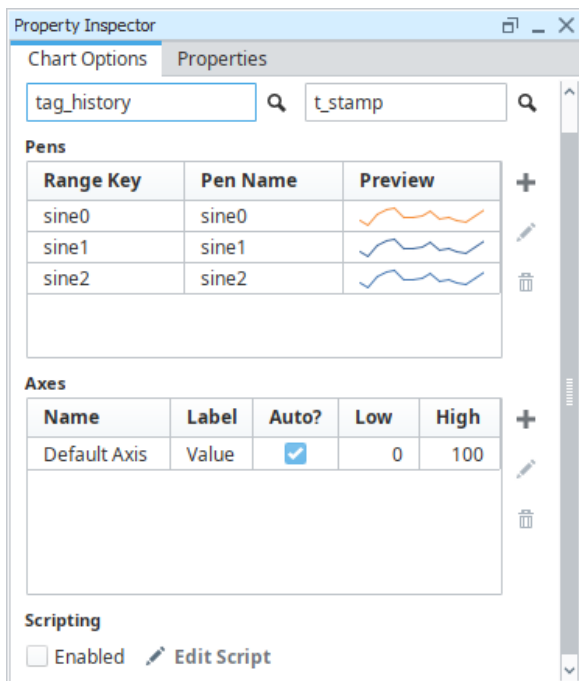 Property Inspector
Chart Options Properties
tag_history t_stamp
Pens
Range Key Pen Name Preview
sine0 sine0
sine1 sine1
sine2 sine2
Axes
Name Label Auto? Low High
Default Axis Value 0 100
Scripting
Enabled Edit Script